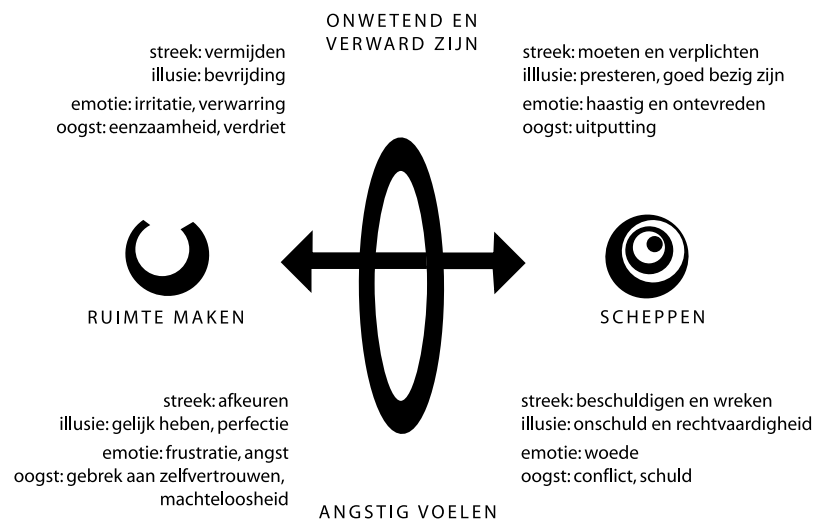 ONWETEND EN
VERWARD ZIJN
streek: vermijden
illusie: bevrijding
emotie: irritatie, verwarring
oogst: eenzaamheid, verdriet
streek: moeten en verplichten
illlusie: presteren, goed bezig zijn
emotie: haastig en ontevreden
oogst: uitputting
RUIMTE MAKEN
SCHEPPEN
streek: afkeuren
illusie: gelijk heben, perfectie
emotie: frustratie, angst
oogst: gebrek aan zelfvertrouwen,
machteloosheid
streek: beschuldigen en wreken
illusie: onschuld en rechtvaardigheid
emotie: woede
oogst: conflict, schuld
ANGSTIG VOELEN